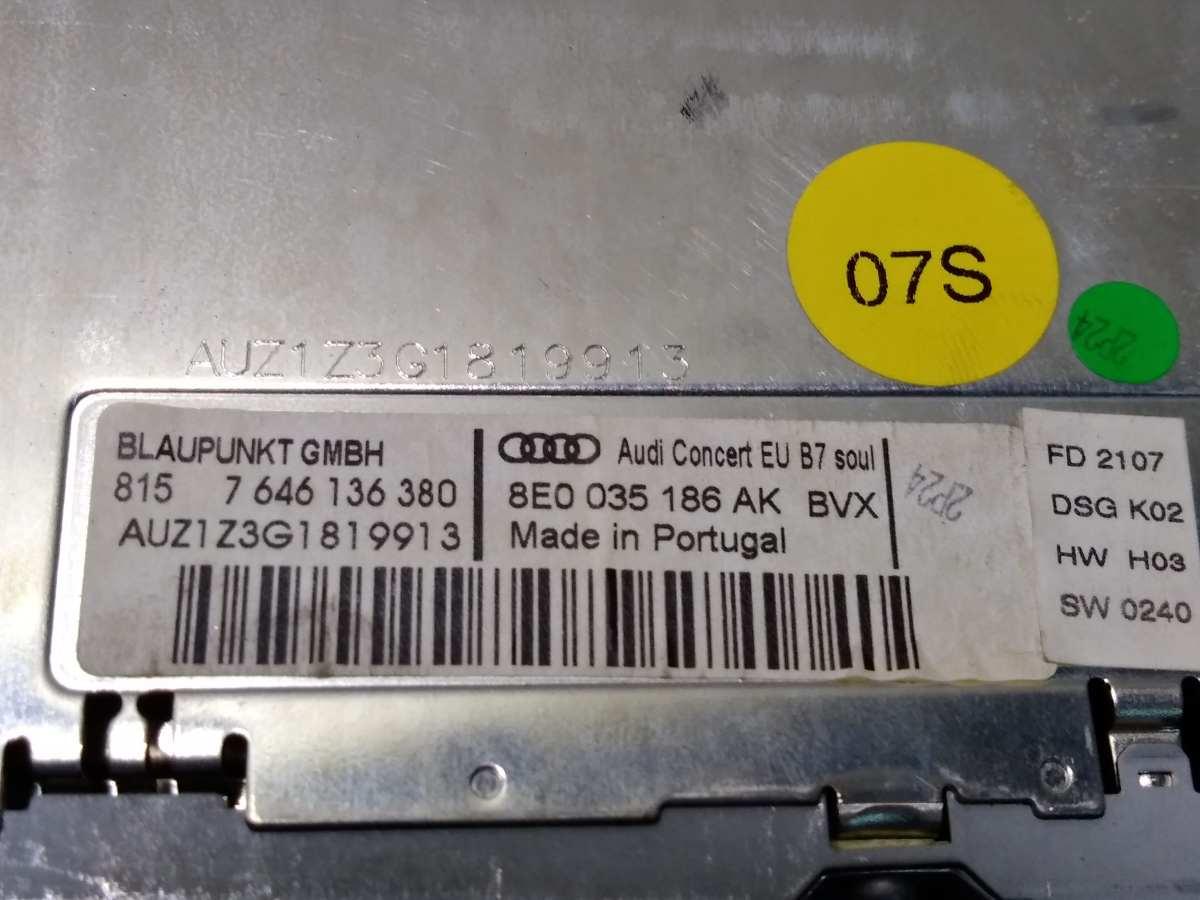 07S
2P24
AUZ1Z3G1819913
BLAUPUNKT GMBH
815 7 646 136 380
AUZ1Z3G1819913
Audi Concert EU B7 soul
8E0 035 186 AK BVX
Made in Portugal
2P24
FD 2107
DSG K02
HW H03
SW 0240